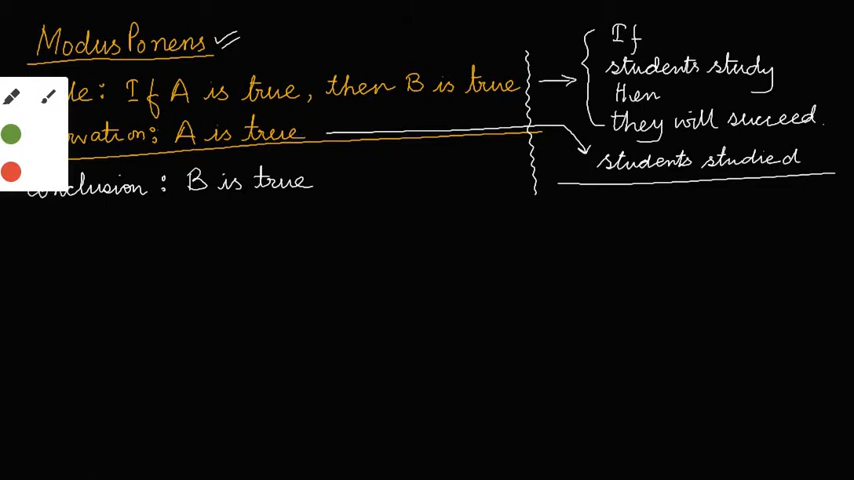 Modus Ponens
le: If A is true, then B is true
rvation: A is true
conclusion: B is true
If
students study
then
they will succeed.
students studied